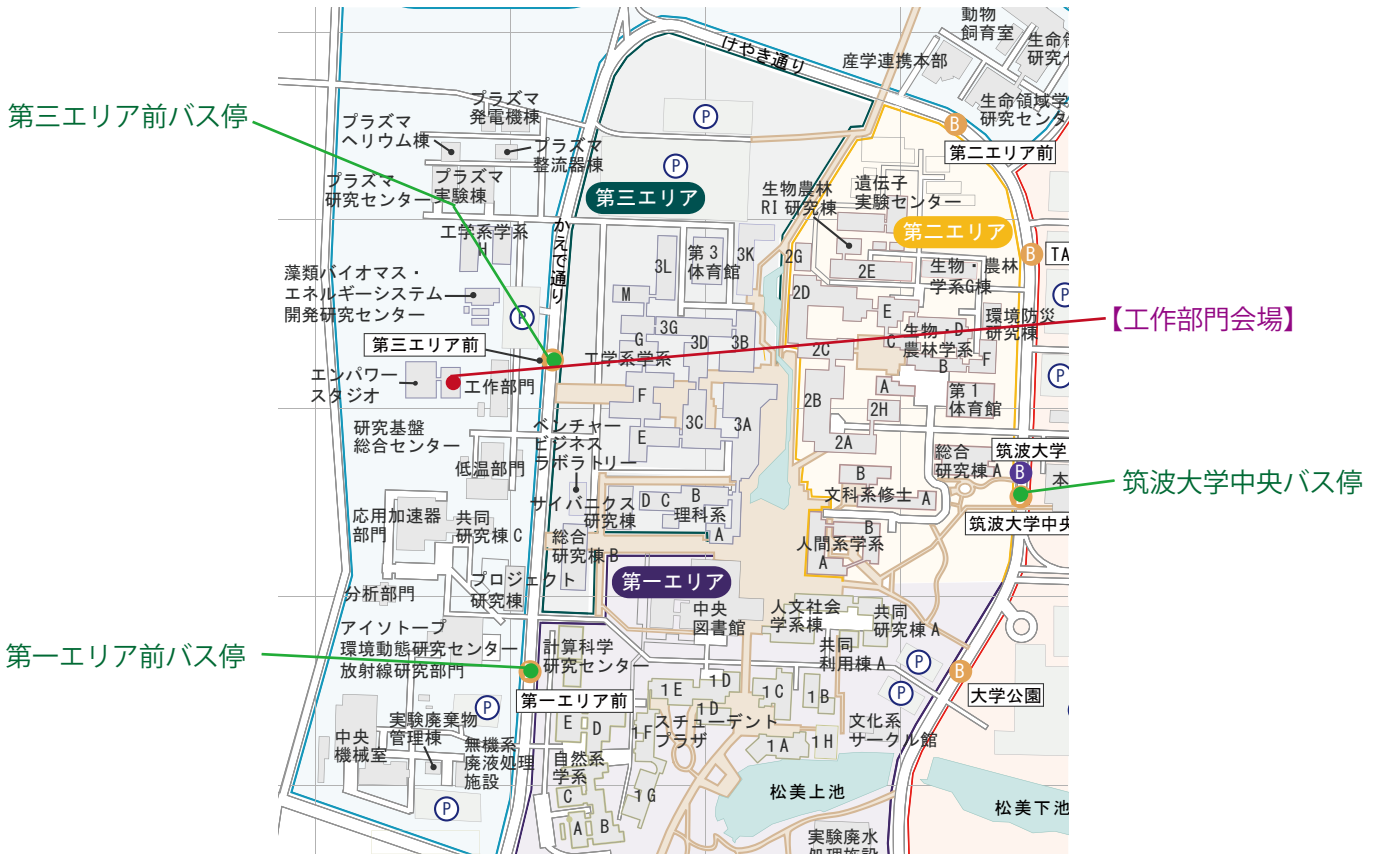 動物
飼育室
生命
研究
けやき通り
産学連携本部
第三エリア前バス停
プラズマ
発電機棟
プラズマ
ヘリウム棟
P
生命領域学
研究センタ
B
第二エリア前
プラズマ
整流器棟
P
プラズマ
研究センター
プラズマ
実験棟
第三エリア
生物農林
RI 研究棟
遺伝子
実験センター
第二エリア
かえで通り
工学系学系
H
3L
第3
体育館
3K
2G
2E
B
TA
藻類バイオマス・
エネルギーシステム
開発研究センター
M
2D
生物・農林
学系G棟
P
P
3G
E
環境防災
研究棟
【工作部門会場】
第三エリア前
G
工学系学系
3D
3B
2C
C
生物・D
農林学系
F
B
エンパワー
スタジオ
工作部門
F
2B
A
2H
第1
体育館
P
研究基盤
総合センター
ベンチャー
ビジネス
ラボラトリー
E
3C
3A
2A
低温部門
総合
研究棟A
筑波大学
B
本
筑波大学中央バス停
B
文科系修士 A
サイバニクス
研究棟
D C
B
理科系
A
筑波大学中央
応用加速器
部門
共同
研究棟C
総合
研究棟B
B
人間系学系
A
プロジェクト
研究棟
第一エリア
分析部門
中央
図書館
人文社会
学系棟
共同
研究棟A
アイソトープ
環境動態研究センター
放射線研究部門
第一エリア前バス停
計算科学
研究センター
共同
利用棟A
P
B
第一エリア前
1E
1D
1C
1B
P
大学公園
P
実験廃棄物
管理棟
E
D
1F
1D
スチューデント
プラザ
1A
1H
文化系
サークル館
中央
機械室
無機系
廃液処理
施設
自然系
学系
C
1G
松美上池
松美下池
P
A
B
実験廃水
処理施設